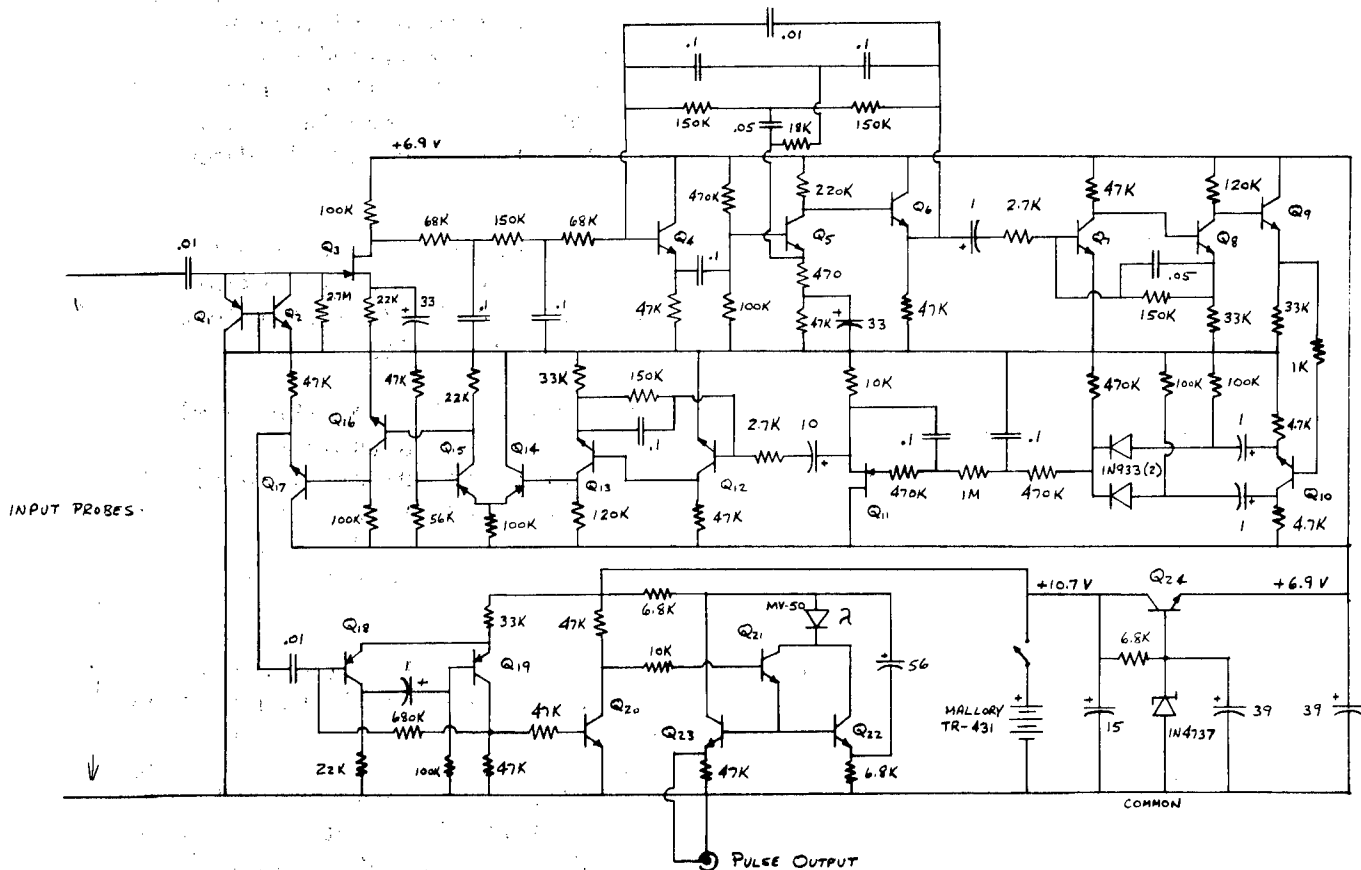 .01
.1
.1
150K
.05
18K
150K
+6.9 V
100K
68K
150K
68K
470K
220K
47K
120K
Q3
Q4
Q5
Q6
1
+
2.7K
Q7
Q8
Q9
.01
Q1
Q2
2.7M
22K
+
33
.1
.1
47K
.1
100K
470
47K
+
33
47K
.05
150K
33K
33K
1K
47K
47K
22K
33K
150K
10K
470K
100K
100K
4.7K
Q16
Q15
Q14
.1
2.7K
10
+
.1
.1
1N933(2)
1
+
Q17
Q13
Q12
Q11
470K
1M
470K
1
+
Q10
4.7K
INPUT PROBES.
100K
56K
100K
120K
47K
+10.7 V
Q24
+6.9 V
.01
Q18
33K
47K
6.8K
MV-50
λ
Q21
+
56
1
+
Q19
10K
6.8K
680K
47K
Q20
Q23
Q22
MALLORY
TR-431
+
+
15
1N4737
+
39
39
+
22K
100K
47K
47K
6.8K
COMMON
PULSE OUTPUT